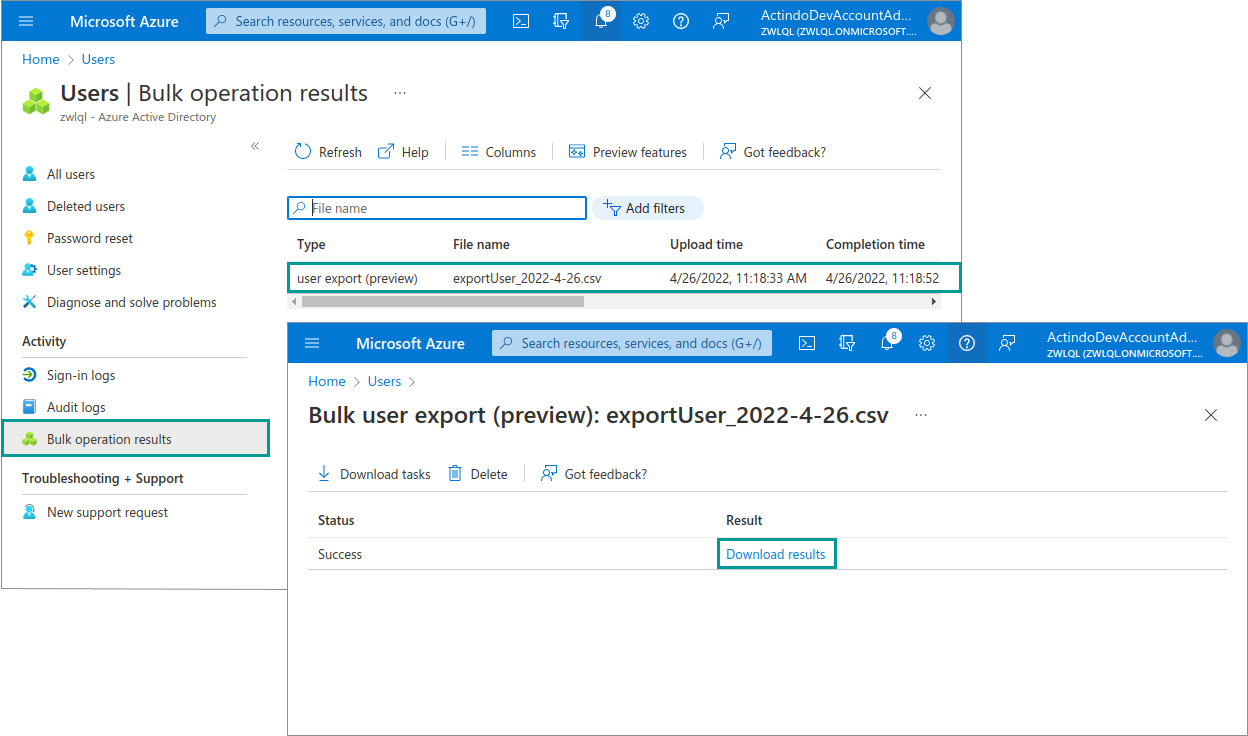 Microsoft Azure
Search resources, services, and docs (G+/)
8
ActindoDevAccountAd...
ZWLQL (ZWLQL.ONMICROSOFT....
Home > Users
Users | Bulk operation results ...
zwlql - Azure Active Directory
«
All users
Deleted users
Password reset
User settings
Diagnose and solve problems
Activity
Sign-in logs
Audit logs
Bulk operation results
Troubleshooting + Support
New support request
Refresh Help Columns Preview features Got feedback?
File name Add filters
Type File name Upload time Completion time
user export (preview) exportUser_2022-4-26.csv 4/26/2022, 11:18:33 AM 4/26/2022, 11:18:52
Microsoft Azure
Search resources, services, and docs (G+/)
8
ActindoDevAccountAd...
ZWLQL (ZWLQL.ONMICROSOFT....
Home > Users >
Bulk user export (preview): exportUser_2022-4-26.csv ...
Download tasks Delete Got feedback?
Status Result
Success Download results